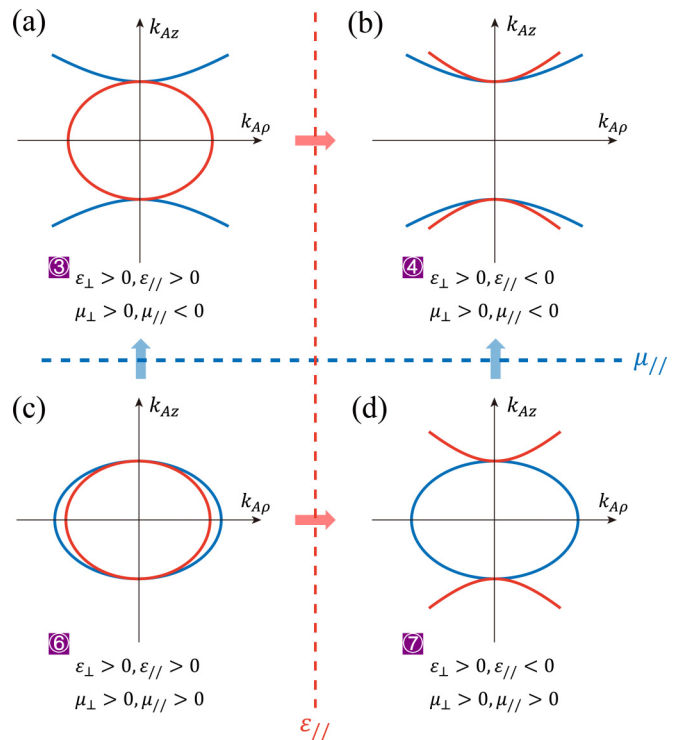 (a)
k_{Az}
k_{Aρ}
③
ε_⊥ > 0, ε_{//} > 0
μ_⊥ > 0, μ_{//} < 0
(b)
k_{Az}
k_{Aρ}
④
ε_⊥ > 0, ε_{//} < 0
μ_⊥ > 0, μ_{//} < 0
μ_{//}
(c)
k_{Az}
k_{Aρ}
⑥
ε_⊥ > 0, ε_{//} > 0
μ_⊥ > 0, μ_{//} > 0
(d)
k_{Az}
k_{Aρ}
⑦
ε_⊥ > 0, ε_{//} < 0
μ_⊥ > 0, μ_{//} > 0
ε_{//}